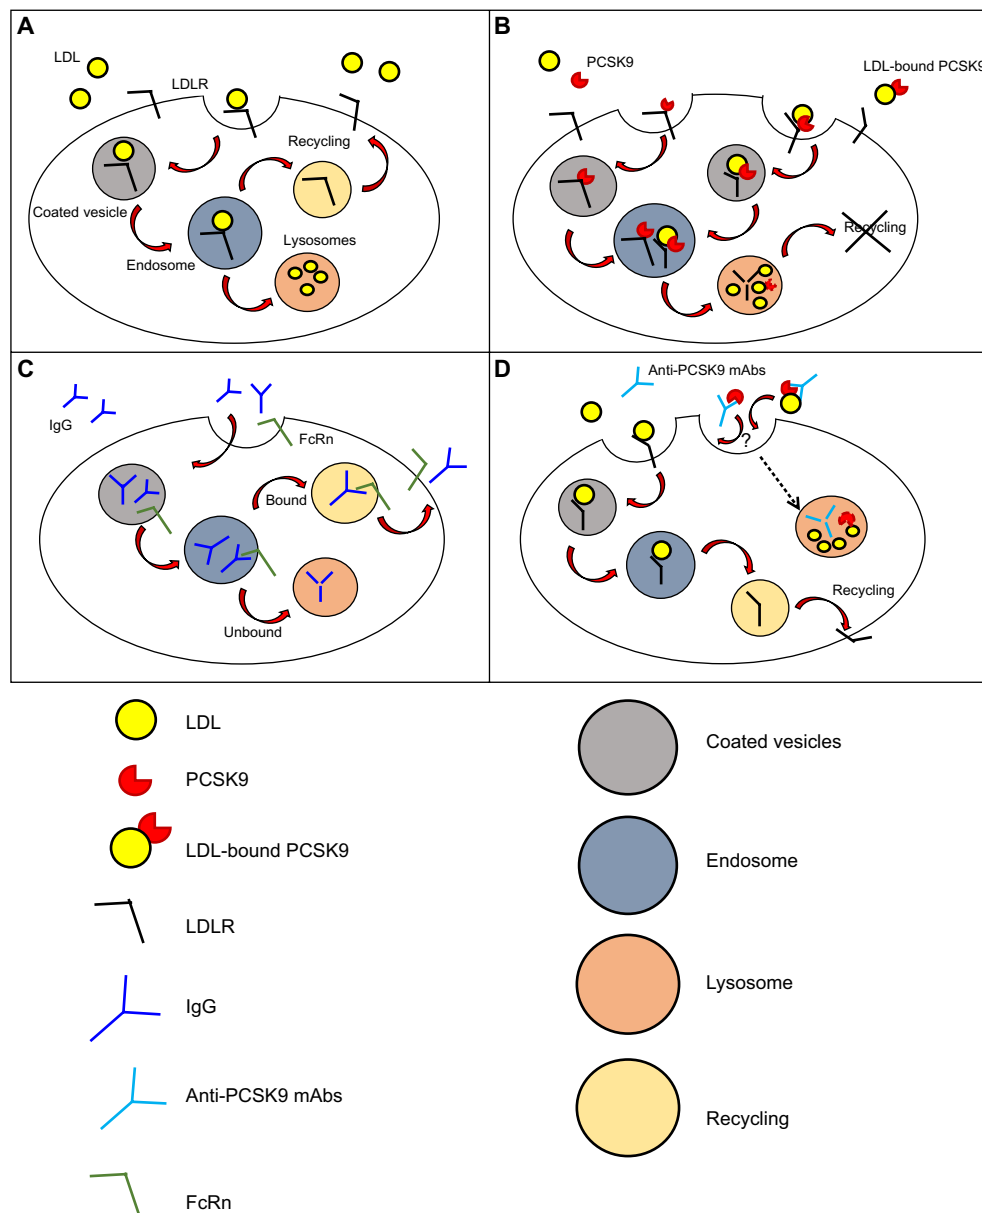 A
LDL
LDLR
Recycling
Coated vesicle
Endosome
Lysosomes
B
PCSK9
LDL-bound PCSK9
Recycling
C
IgG
FcRn
Bound
Unbound
D
Anti-PCSK9 mAbs
?
Recycling
LDL
PCSK9
LDL-bound PCSK9
LDLR
IgG
Anti-PCSK9 mAbs
FcRn
Coated vesicles
Endosome
Lysosome
Recycling